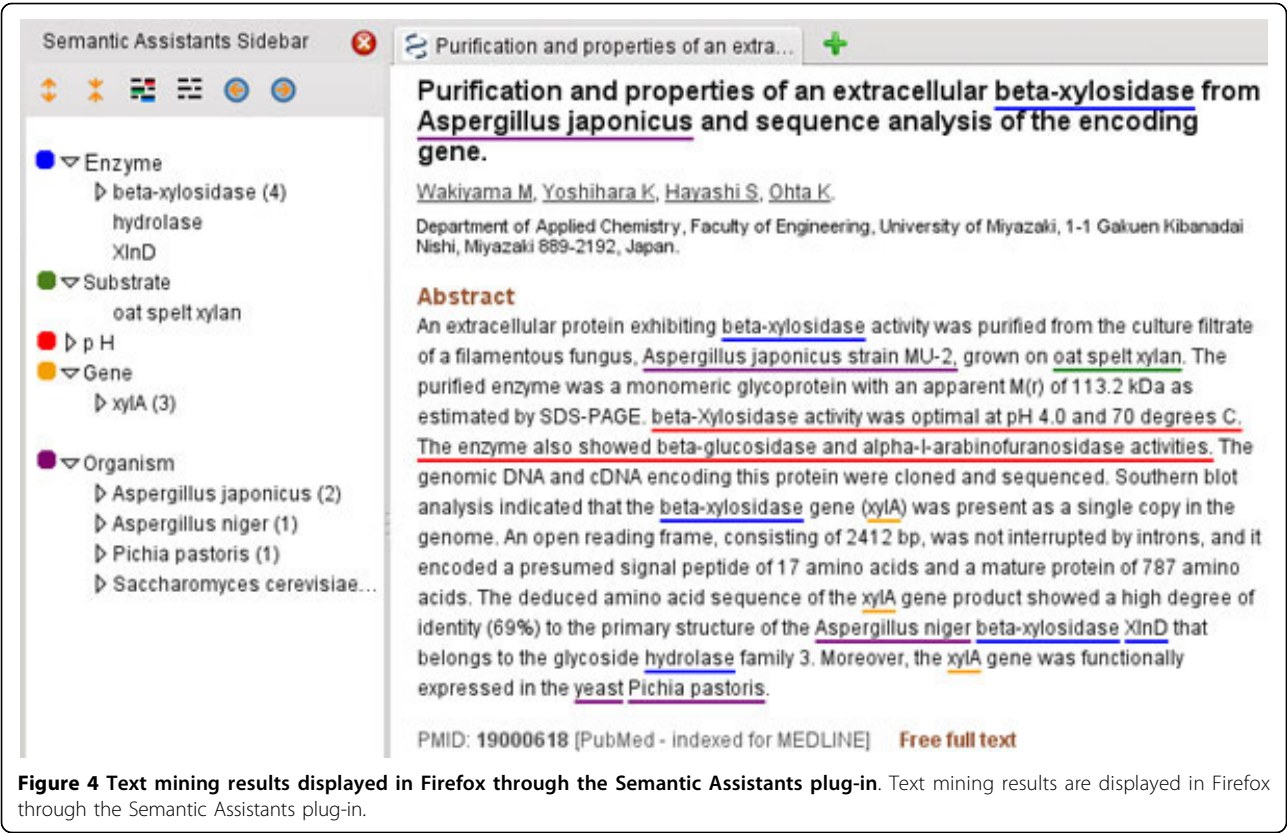 Semantic Assistants Sidebar
Enzyme
beta-xylosidase (4)
hydrolase
XlnD
Substrate
oat spelt xylan
p H
Gene
xylA (3)
Organism
Aspergillus japonicus (2)
Aspergillus niger (1)
Pichia pastoris (1)
Saccharomyces cerevisiae...
Purification and properties of an extra...
Purification and properties of an extracellular beta-xylosidase from
Aspergillus japonicus and sequence analysis of the encoding
gene.
Wakiyama M, Yoshihara K, Hayashi S, Ohta K.
Department of Applied Chemistry, Faculty of Engineering, University of Miyazaki, 1-1 Gakuen Kibanadai
Nishi, Miyazaki 889-2192, Japan.
Abstract
An extracellular protein exhibiting beta-xylosidase activity was purified from the culture filtrate
of a filamentous fungus, Aspergillus japonicus strain MU-2, grown on oat spelt xylan. The
purified enzyme was a monomeric glycoprotein with an apparent M(r) of 113.2 kDa as
estimated by SDS-PAGE. beta-Xylosidase activity was optimal at pH 4.0 and 70 degrees C.
The enzyme also showed beta-glucosidase and alpha-l-arabinofuranosidase activities. The
genomic DNA and cDNA encoding this protein were cloned and sequenced. Southern blot
analysis indicated that the beta-xylosidase gene (xylA) was present as a single copy in the
genome. An open reading frame, consisting of 2412 bp, was not interrupted by introns, and it
encoded a presumed signal peptide of 17 amino acids and a mature protein of 787 amino
acids. The deduced amino acid sequence of the xylA gene product showed a high degree of
identity (69%) to the primary structure of the Aspergillus niger beta-xylosidase XlnD that
belongs to the glycoside hydrolase family 3. Moreover, the xylA gene was functionally
expressed in the yeast Pichia pastoris.
PMID: 19000618 [PubMed - indexed for MEDLINE] Free full text
Figure 4 Text mining results displayed in Firefox through the Semantic Assistants plug-in. Text mining results are displayed in Firefox
through the Semantic Assistants plug-in.